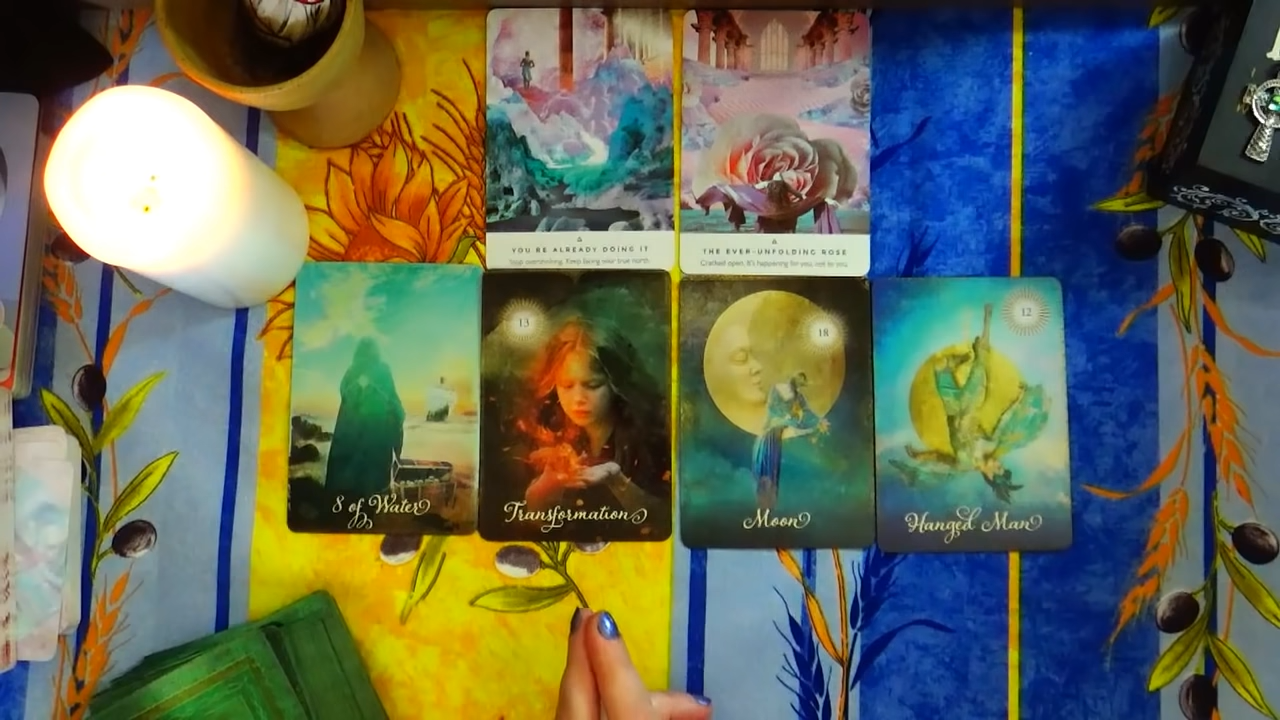 YOU'RE ALREADY DOING IT
Stop overthinking. Keep living your true north.
THE EVER-UNFOLDING ROSE
Cracked open. It's happening for you, not to you.
8 of Water
13
Transformation
18
Moon
12
Hanged Man